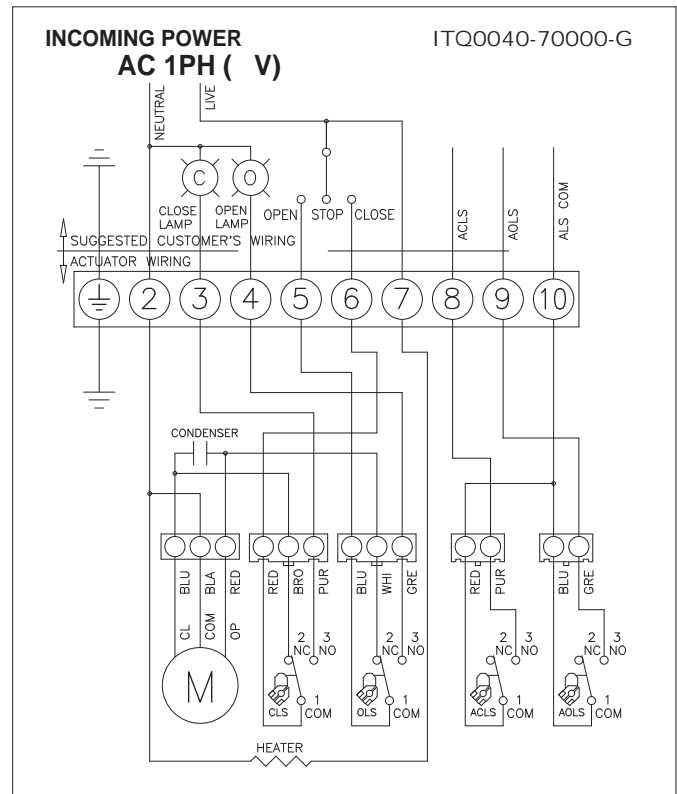 INCOMING POWER
ITQ0040-70000-G
AC 1PH (   V)
NEUTRAL
LIVE
C
O
CLOSE
LAMP
OPEN
LAMP
OPEN
STOP
CLOSE
ACLS
AOLS
ALS COM
SUGGESTED CUSTOMER'S WIRING
ACTUATOR WIRING
2
3
4
5
6
7
8
9
10
CONDENSER
BLU
BLA
RED
RED
BRO
PUR
BLU
WHI
GRE
RED
PUR
BLU
GRE
CL
COM
OP
M
2
NC
3
NO
CLS
1
COM
2
NC
3
NO
OLS
1
COM
2
NC
3
NO
ACLS
1
COM
2
NC
3
NO
AOLS
1
COM
HEATER